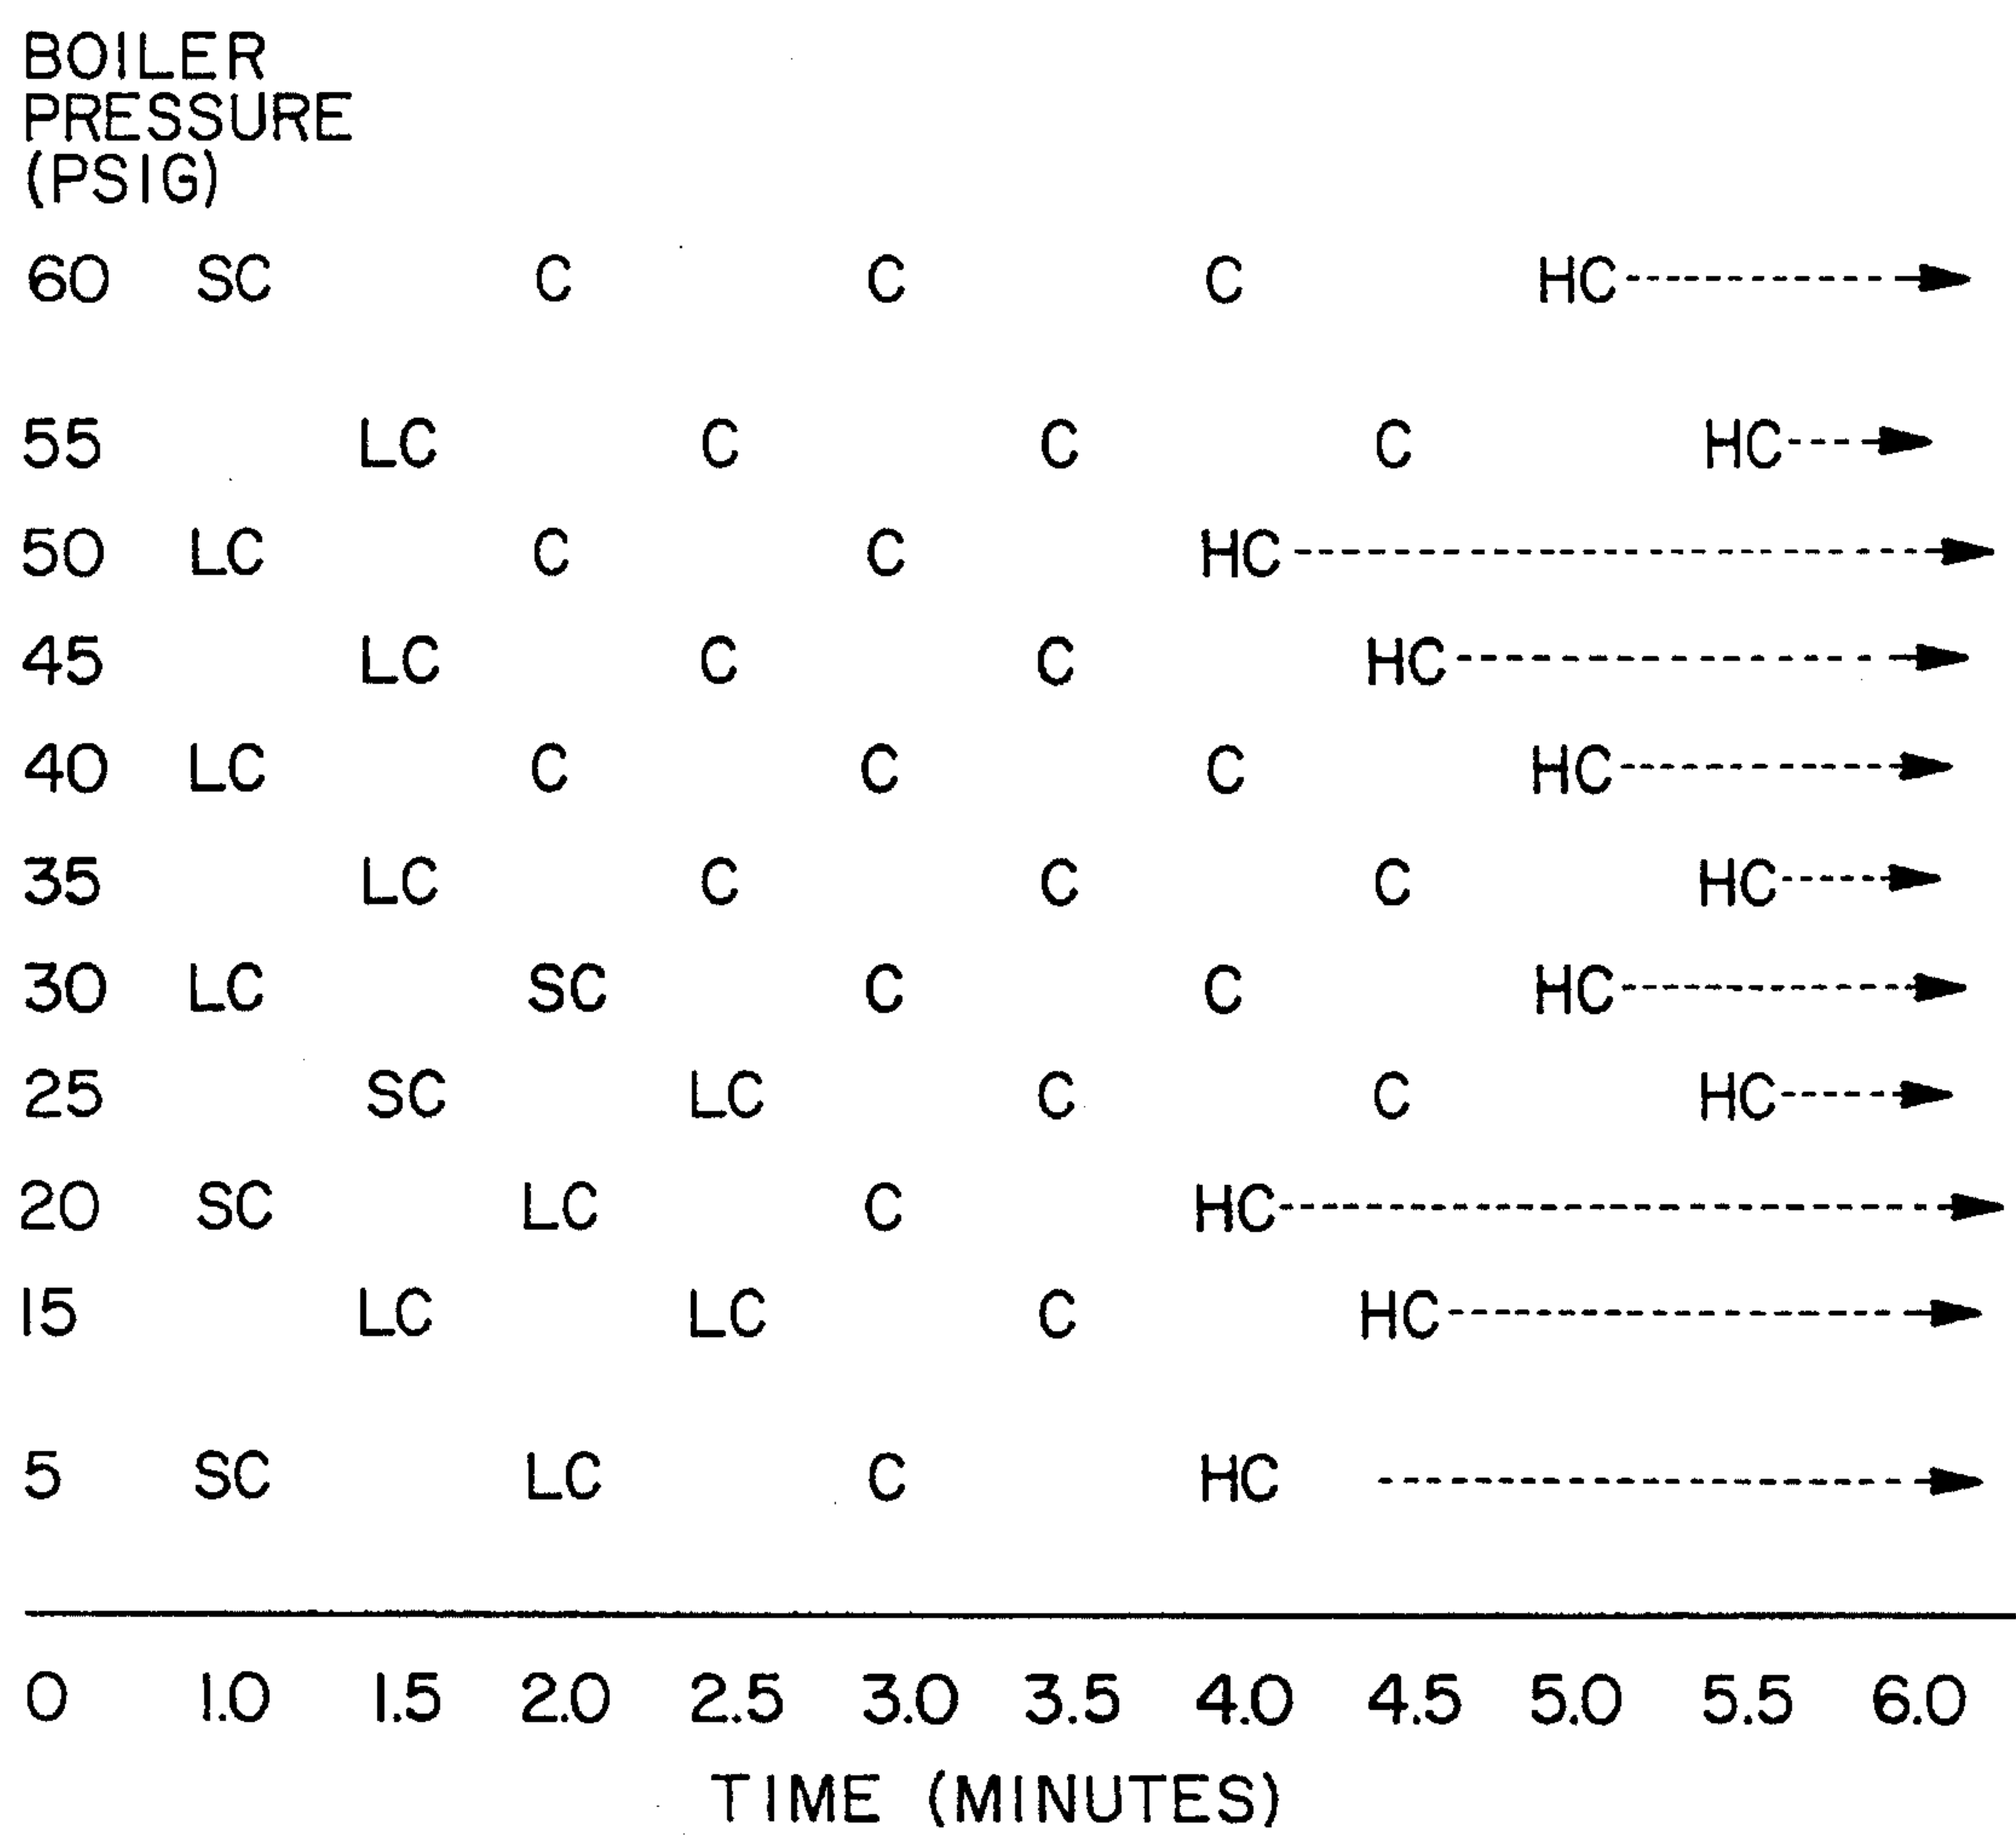 BOILER
PRESSURE
(PSIG)
60 SC C C C HC
55 LC C C C HC
50 LC C C HC
45 LC C C HC
40 LC C C C HC
35 LC C C C HC
30 LC SC C C HC
25 SC LC C C HC
20 SC LC C HC
15 LC LC C HC
5 SC LC C HC
0 1.0 1.5 2.0 2.5 3.0 3.5 4.0 4.5 5.0 5.5 6.0
TIME (MINUTES)